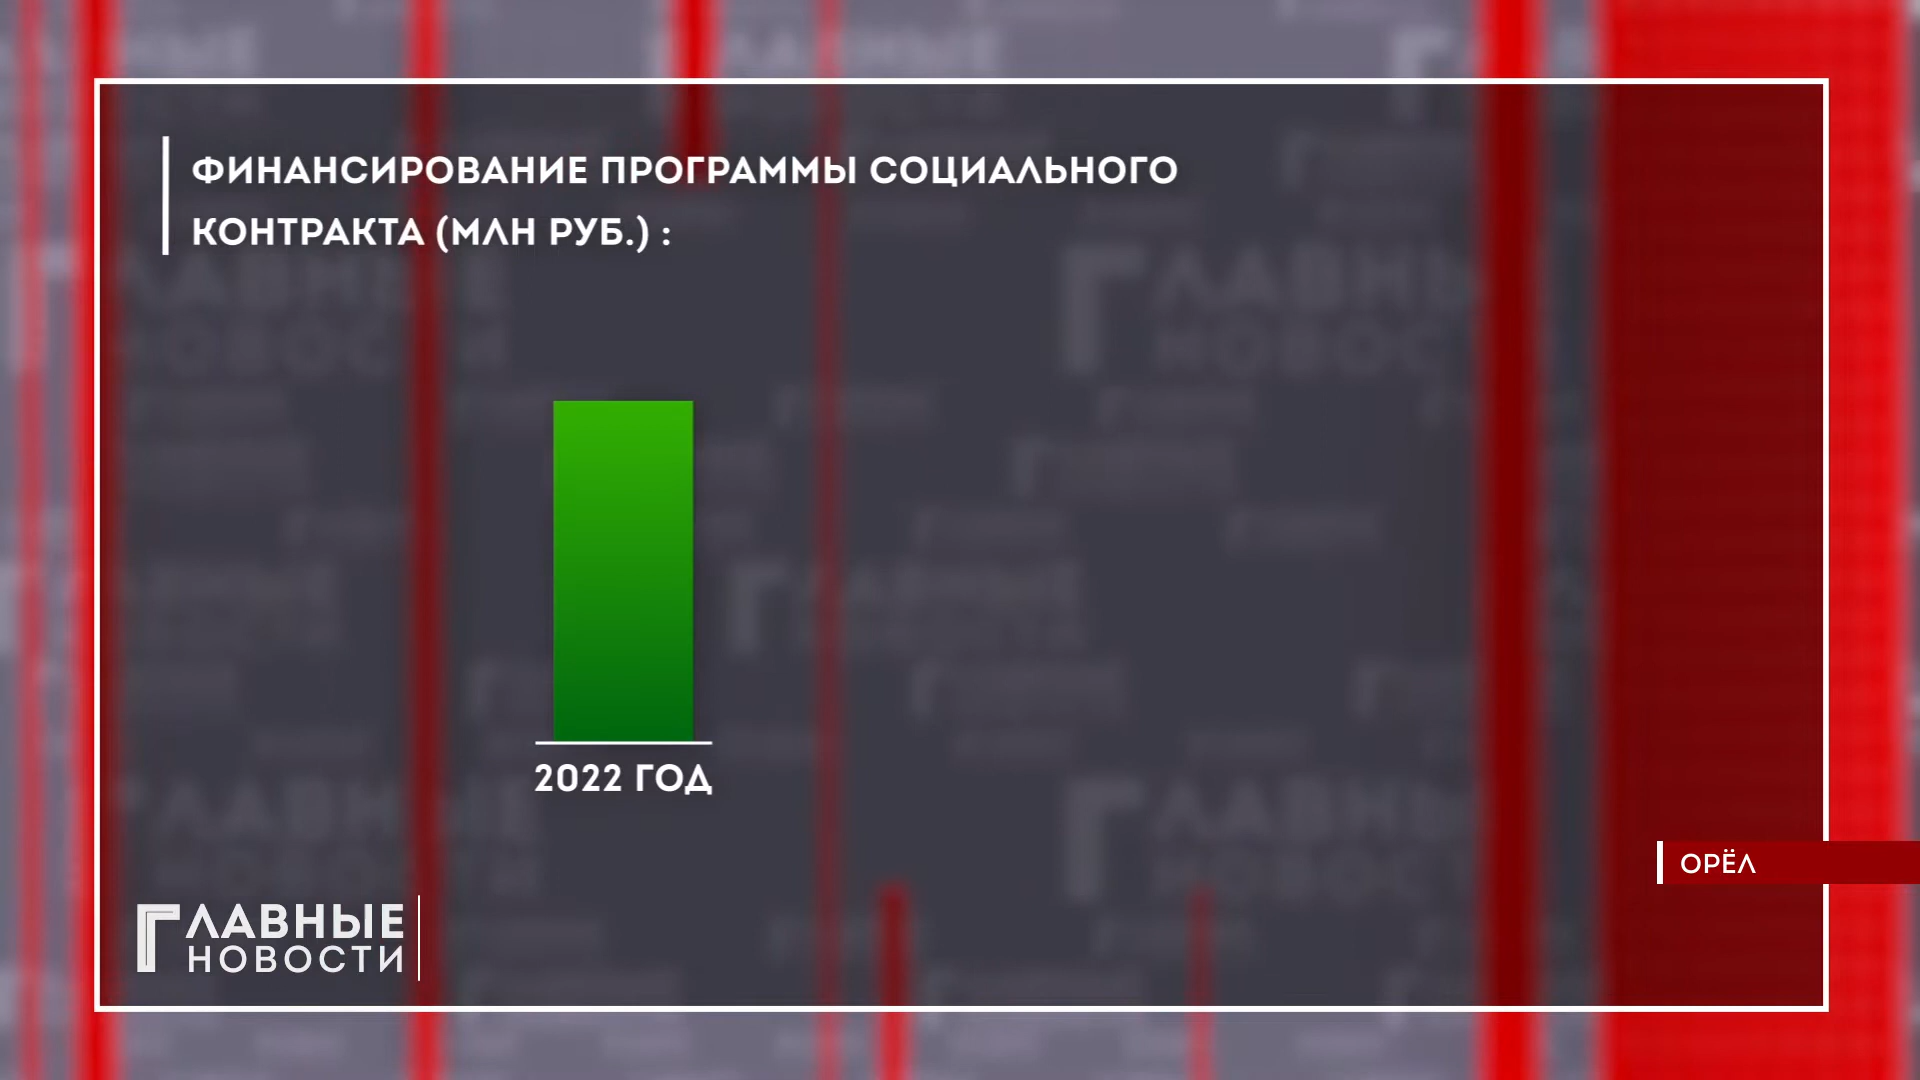 ФИНАНСИРОВАНИЕ ПРОГРАММЫ СОЦИАЛЬНОГО
КОНТРАКТА (МЛН РУБ.) :
2022 ГОД
ОРЁЛ
ГЛАВНЫЕ
НОВОСТИ